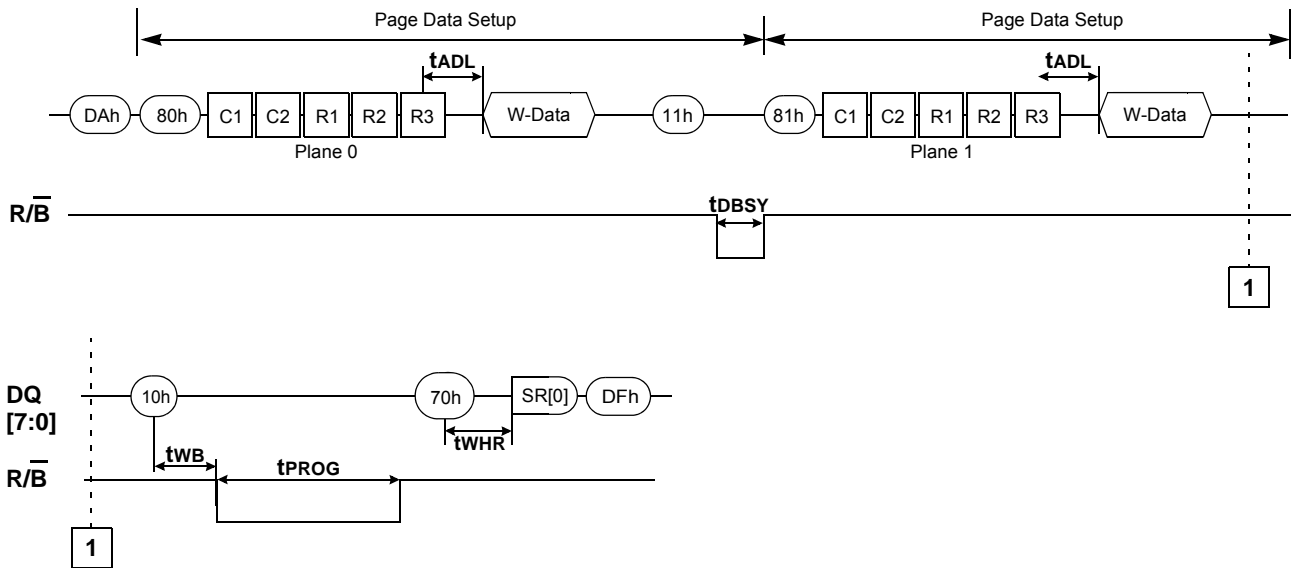 Page Data Setup Page Data Setup
tADL tADL
DAh 80h C1 C2 R1 R2 R3 W-Data 11h 81h C1 C2 R1 R2 R3 W-Data
Plane 0 Plane 1
R/B tDBSY
1
DQ [7:0] 10h 70h SR[0] DFh
tWB tPROG tWHR
R/B
1